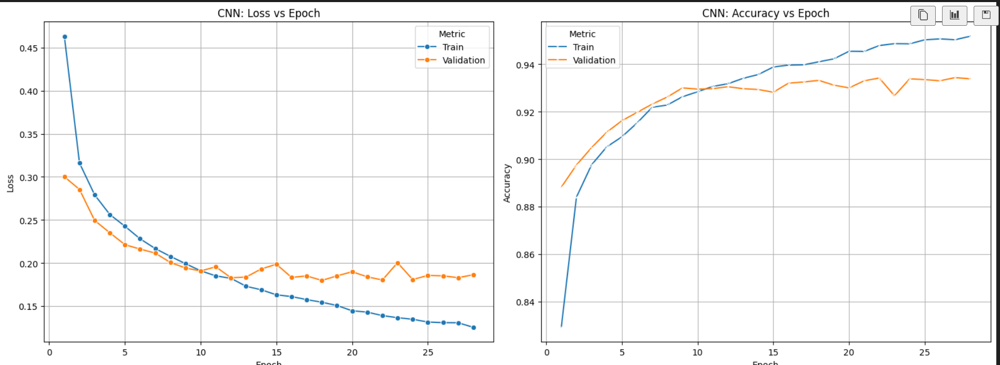 CNN: Loss vs Epoch
Metric
Train
Validation
0.45
0.40
0.35
0.30
0.25
0.20
0.15
Loss
0 5 10 15 20 25
Epoch
CNN: Accuracy vs Epoch
Metric
Train
Validation
0.94
0.92
0.90
0.88
0.86
0.84
Accuracy
0 5 10 15 20 25
Epoch